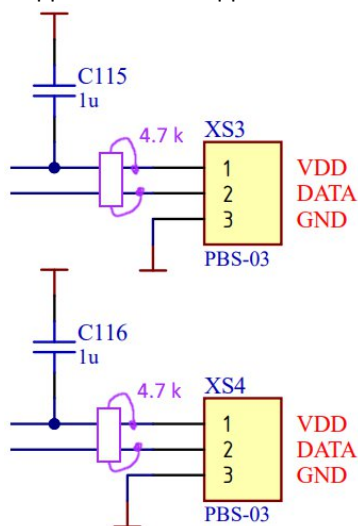 C115
1u
4.7 k
XS3
1 VDD
2 DATA
3 GND
PBS-03
C116
1u
4.7 k
XS4
1 VDD
2 DATA
3 GND
PBS-03